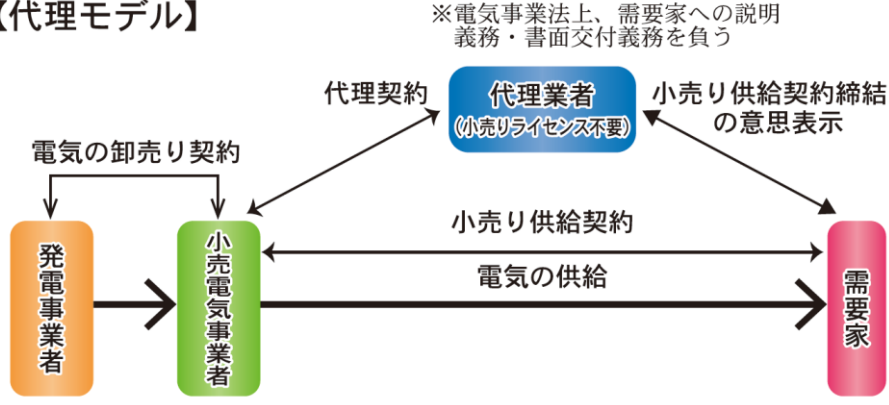 【代理モデル】
※電気事業法上、需要家への説明
義務・書面交付義務を負う
代理契約
代理業者
(小売りライセンス不要)
小売り供給契約締結
の意思表示
電気の卸売り契約
小売り供給契約
電気の供給
発電事業者
小売電気事業者
需要家